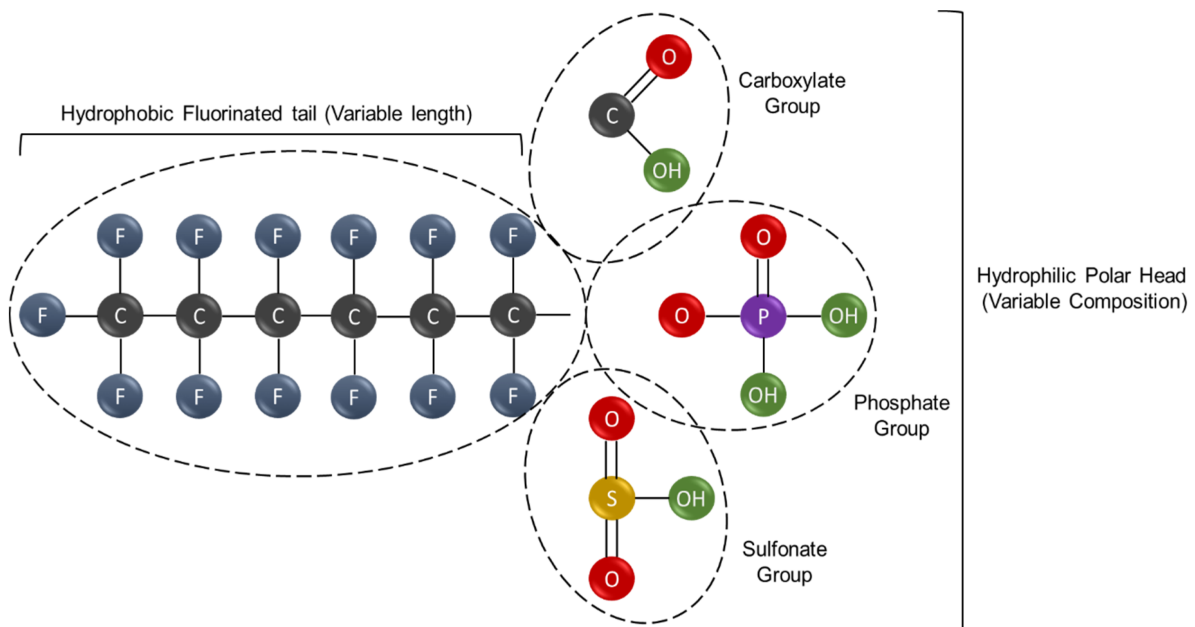 O
Carboxylate
Group
C
Hydrophobic Fluorinated tail (Variable length)
OH
F F F F F F
O
Hydrophilic Polar Head
(Variable Composition)
F C C C C C C
O P OH
F F F F F F
OH
Phosphate
Group
O
S OH
Sulfonate
Group
O